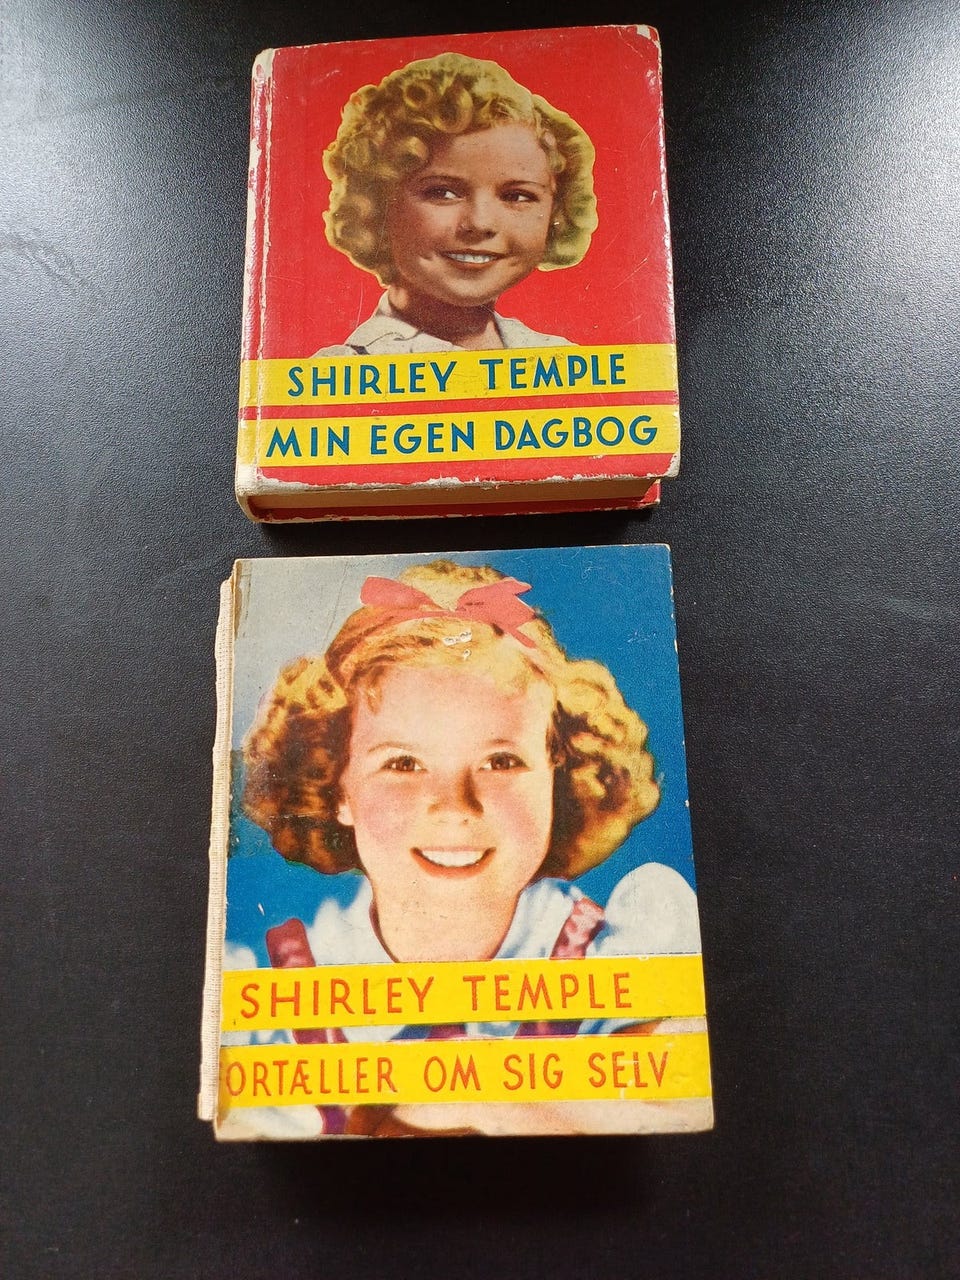 SHIRLEY TEMPLE
MIN EGEN DAGBOG
SHIRLEY TEMPLE
ORTÆLLER OM SIG SELV